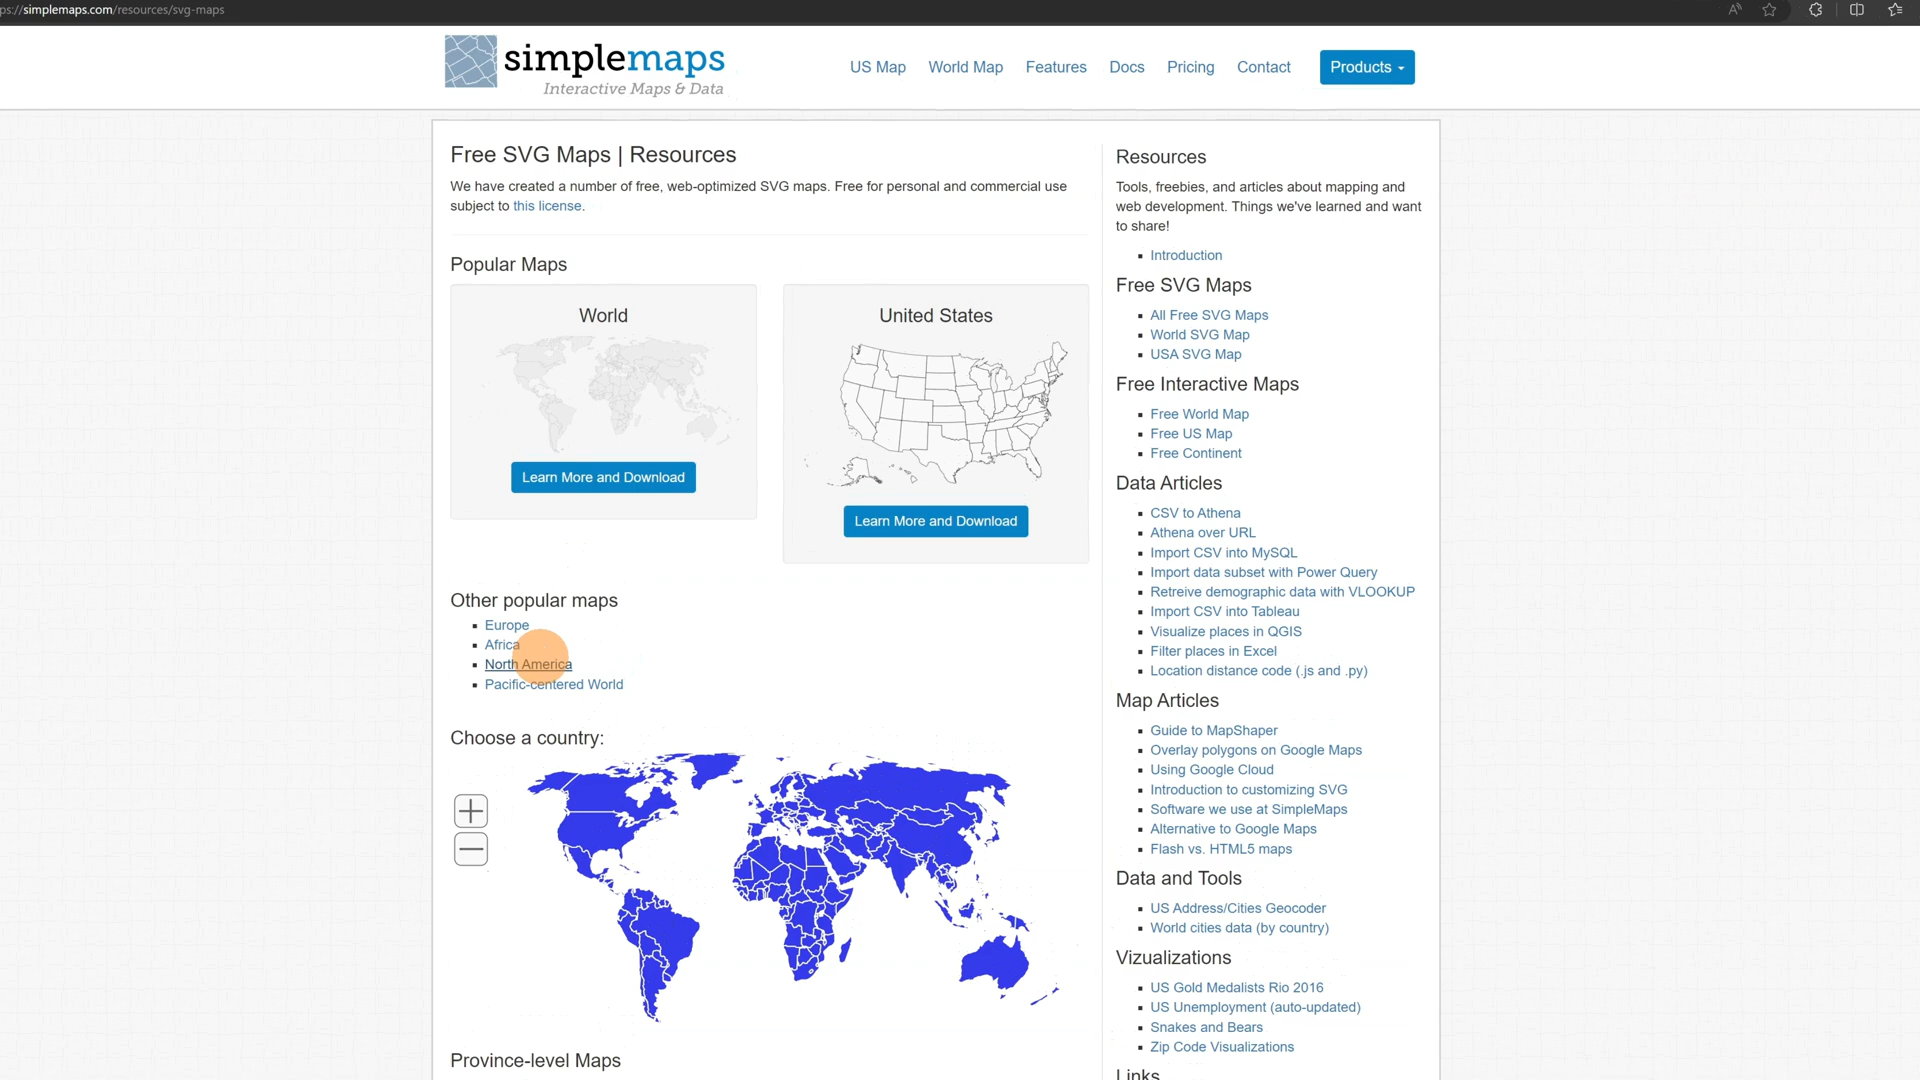 ps://simplemaps.com/resources/svg-maps
simplemaps
Interactive Maps & Data
US Map World Map Features Docs Pricing Contact Products
Free SVG Maps | Resources
We have created a number of free, web-optimized SVG maps. Free for personal and commercial use
subject to this license.
Popular Maps
World
Learn More and Download
United States
Learn More and Download
Other popular maps
Europe
Africa
North America
Pacific-centered World
Choose a country:
Province-level Maps
Resources
Tools, freebies, and articles about mapping and
web development. Things we've learned and want
to share!
Introduction
Free SVG Maps
All Free SVG Maps
World SVG Map
USA SVG Map
Free Interactive Maps
Free World Map
Free US Map
Free Continent
Data Articles
CSV to Athena
Athena over URL
Import CSV into MySQL
Import data subset with Power Query
Retreive demographic data with VLOOKUP
Import CSV into Tableau
Visualize places in QGIS
Filter places in Excel
Location distance code (.js and .py)
Map Articles
Guide to MapShaper
Overlay polygons on Google Maps
Using Google Cloud
Introduction to customizing SVG
Software we use at SimpleMaps
Alternative to Google Maps
Flash vs. HTML5 maps
Data and Tools
US Address/Cities Geocoder
World cities data (by country)
Vizualizations
US Gold Medalists Rio 2016
US Unemployment (auto-updated)
Snakes and Bears
Zip Code Visualizations
Links